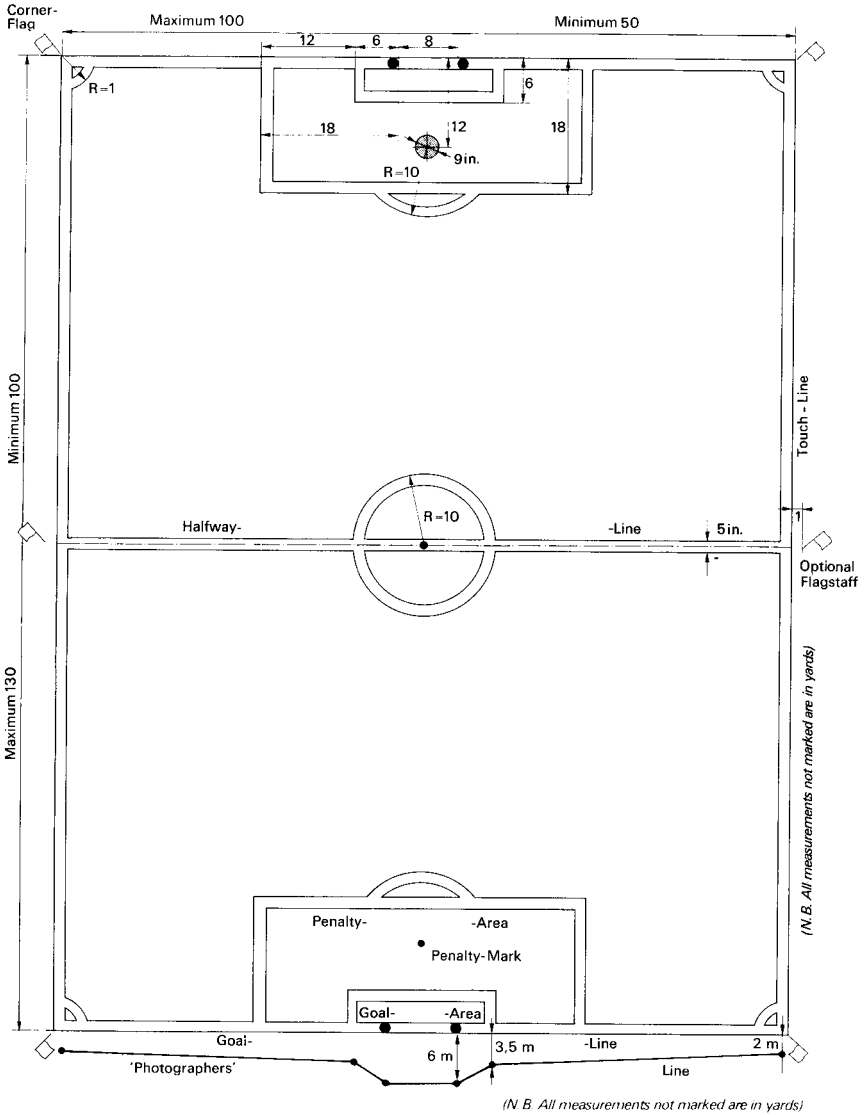 Corner-
Flag
Maximum 100
Minimum 50
12
6
8
R=1
6
18
12
18
9in.
R=10
Minimum 100
Touch-Line
R=10
Halfway-
-Line
5in.
1
Optional
Flagstaff
Maximum 130
(N.B. All measurements not marked are in yards)
Penalty-
-Area
Penalty-Mark
Goal-
-Area
Goai-
-Line
6 m
3,5 m
2 m
'Photographers'
Line
(N.B. All measurements not marked are in yards)